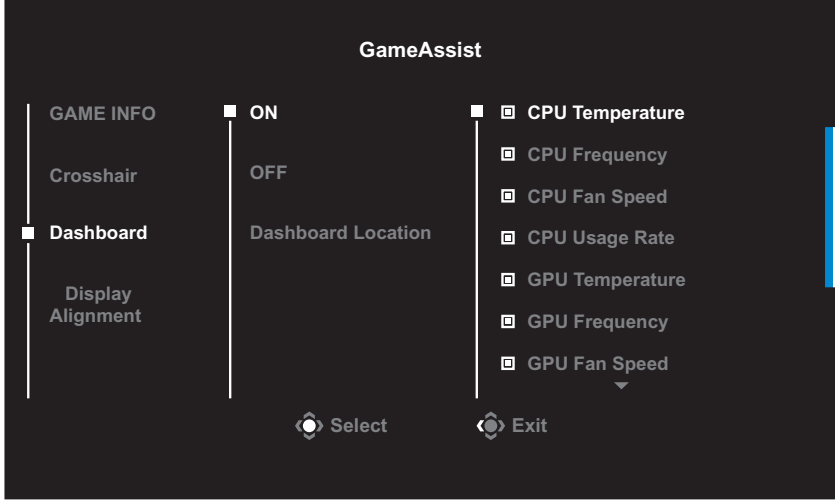 GameAssist
GAME INFO
Crosshair
Dashboard
Display
Alignment
ON
OFF
Dashboard Location
CPU Temperature
CPU Frequency
CPU Fan Speed
CPU Usage Rate
GPU Temperature
GPU Frequency
GPU Fan Speed
Select
Exit